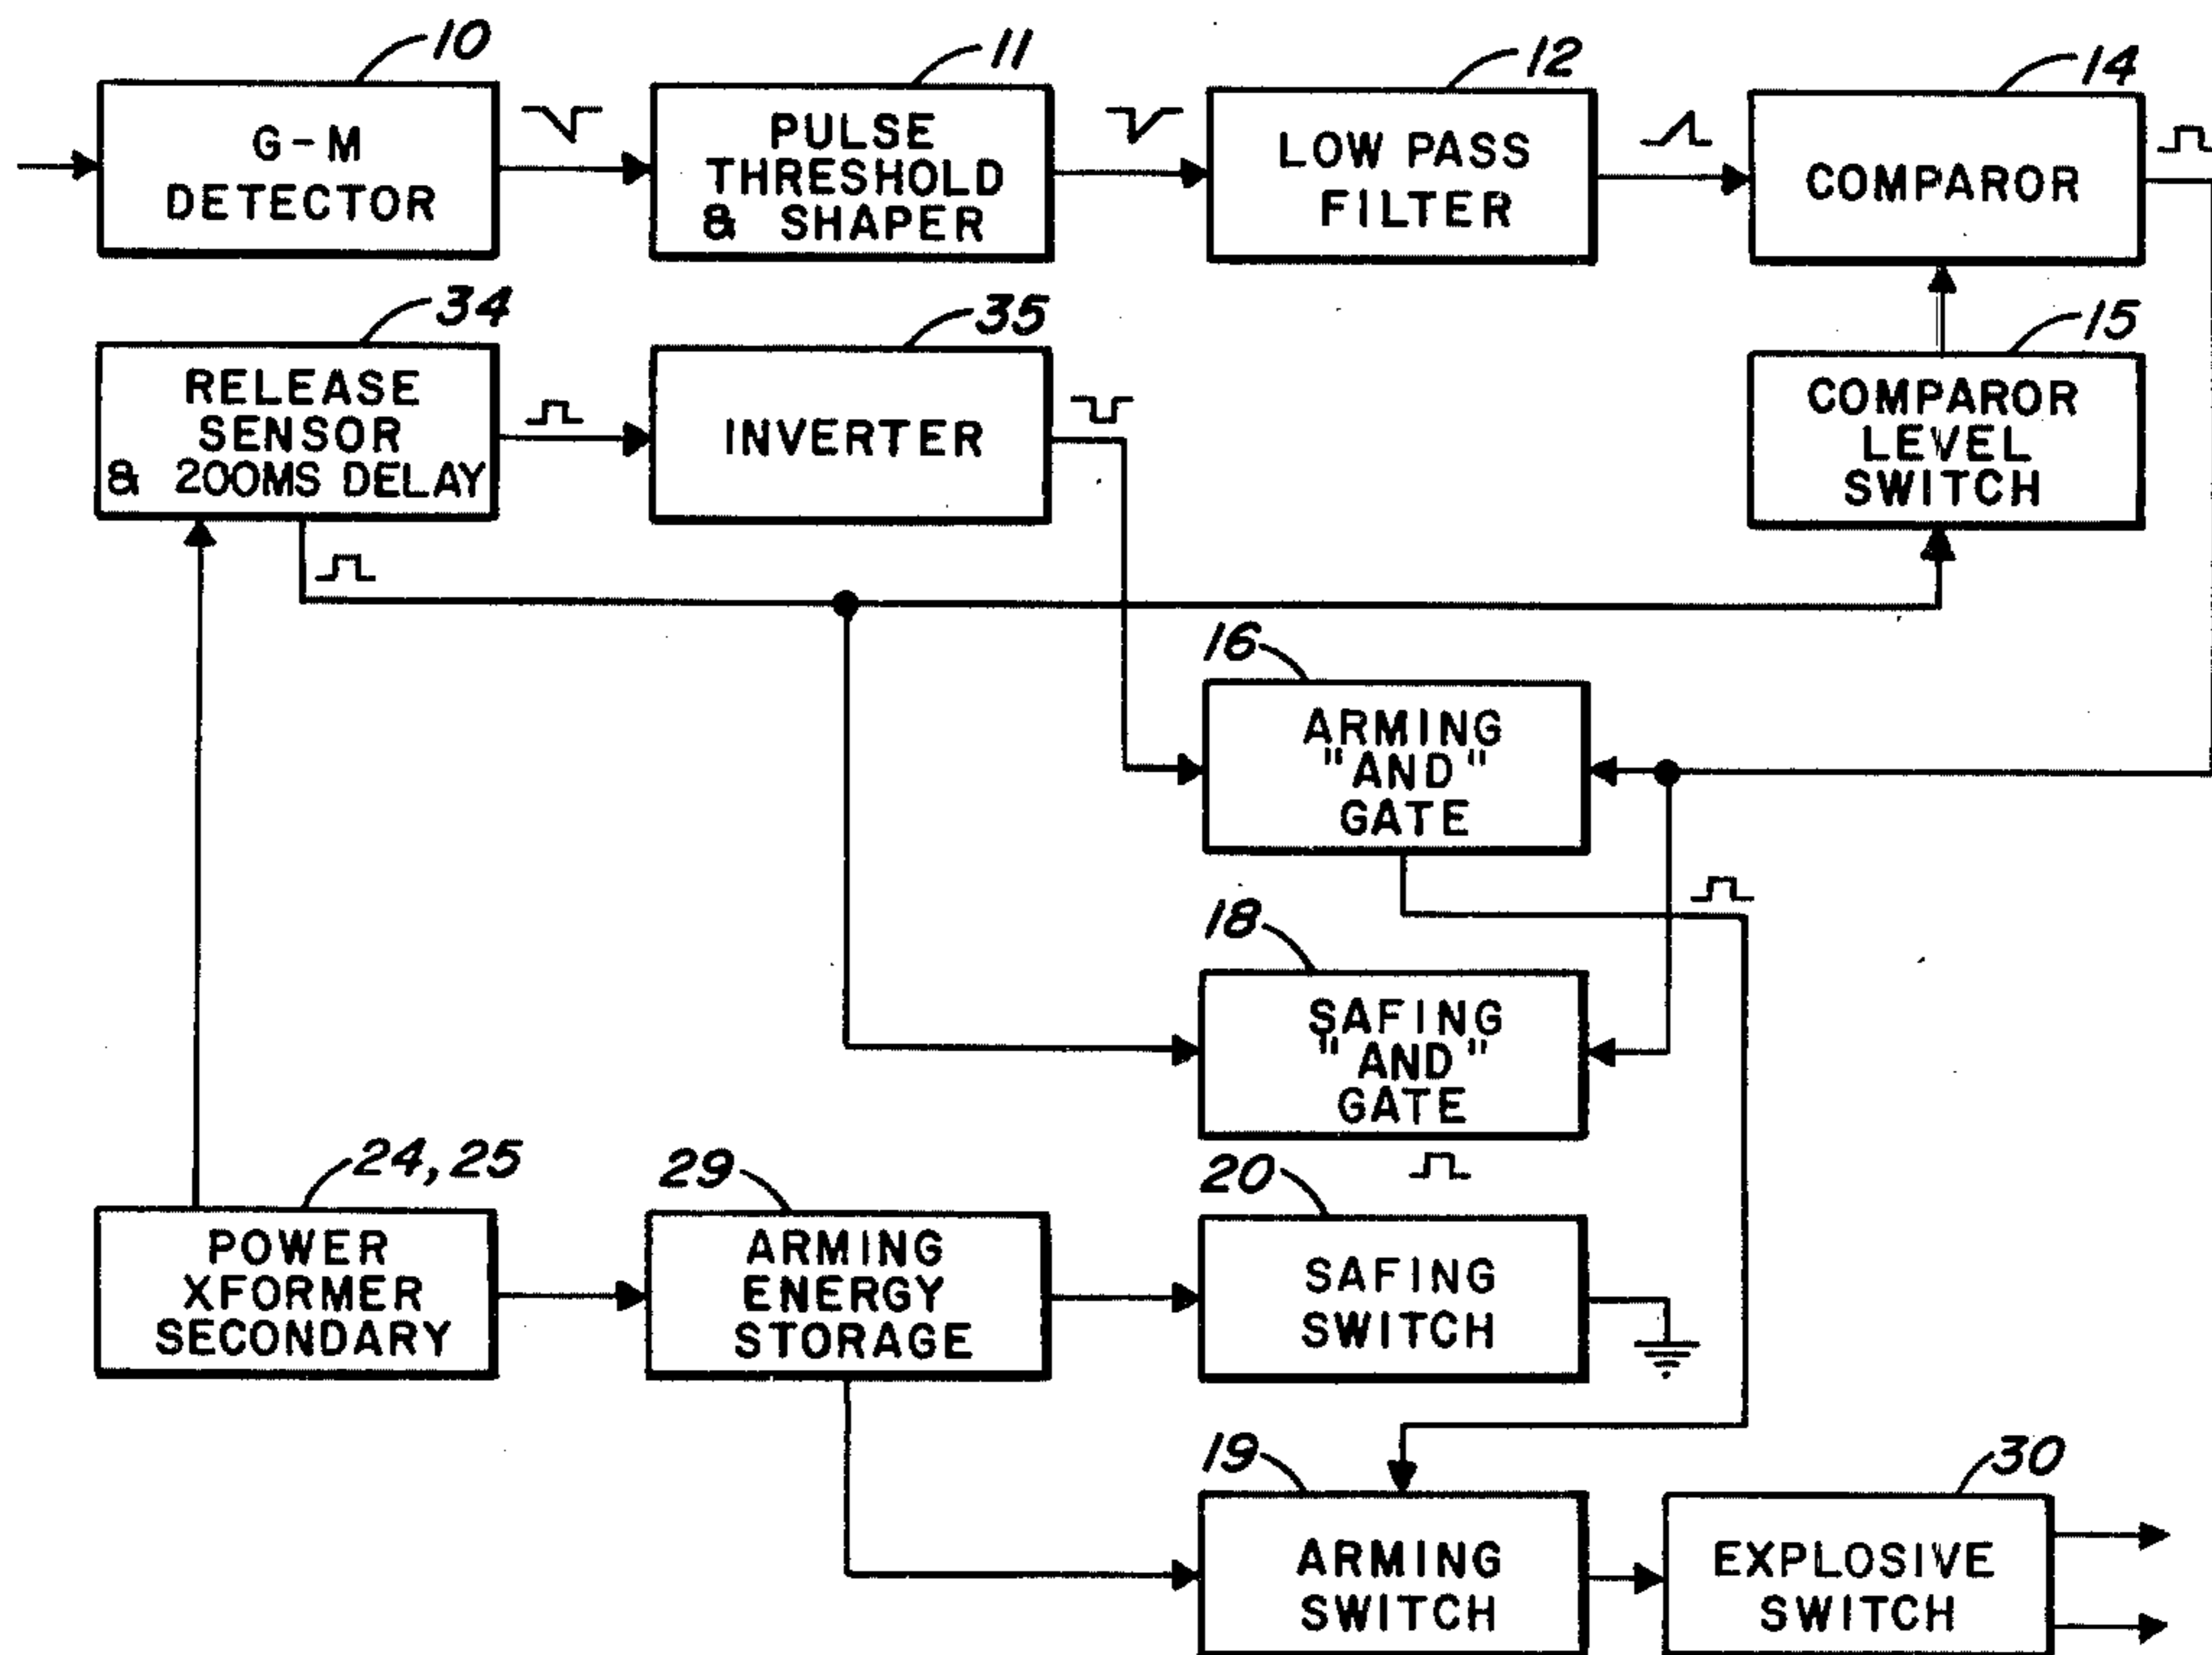 10
G-M
DETECTOR
11
PULSE
THRESHOLD
& SHAPER
12
LOW PASS
FILTER
14
COMPAROR
34
RELEASE
SENSOR
& 200MS DELAY
35
INVERTER
15
COMPAROR
LEVEL
SWITCH
16
ARMING
"AND"
GATE
18
SAFING
"AND"
GATE
24, 25
POWER
XFORMER
SECONDARY
29
ARMING
ENERGY
STORAGE
20
SAFING
SWITCH
19
ARMING
SWITCH
30
EXPLOSIVE
SWITCH